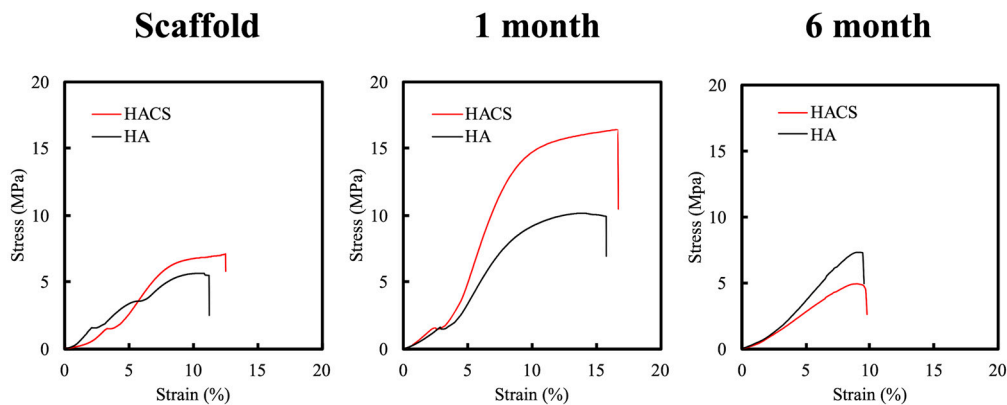 Scaffold
1 month
6 month
20
15
10
5
0
Stress (MPa)
HACS
HA
0 5 10 15 20
Strain (%)
20
15
10
5
0
Stress (MPa)
HACS
HA
0 5 10 15 20
Strain (%)
20
15
10
5
0
Stress (Mpa)
HACS
HA
0 5 10 15 20
Strain (%)